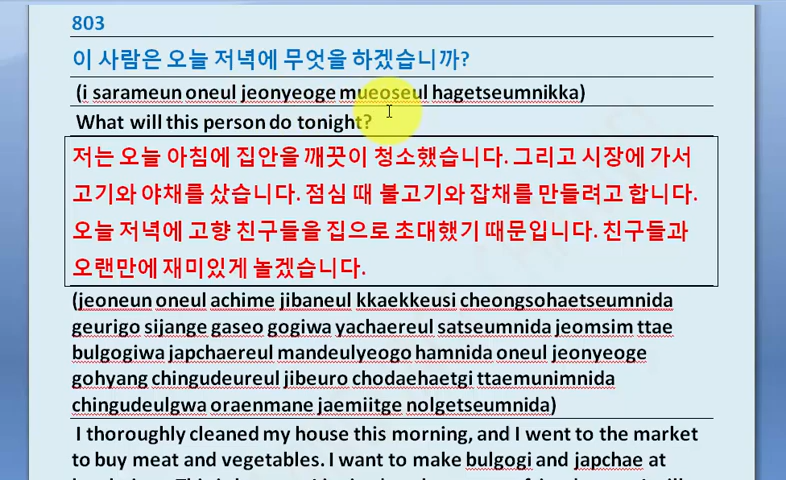 803
이 사람은 오늘 저녁에 무엇을 하겠습니까?
(i sarameun oneul jeonyeoge mueoseul hagetseumnikka)
What will this person do tonight?
저는 오늘 아침에 집안을 깨끗이 청소했습니다. 그리고 시장에 가서
고기와 야채를 샀습니다. 점심 때 불고기와 잡채를 만들려고 합니다.
오늘 저녁에 고향 친구들을 집으로 초대했기 때문입니다. 친구들과
오랜만에 재미있게 놀겠습니다.
(jeoneun oneul achime jibaneul kkaekkeusi cheongsohaetseumnida
geurigo sijange gaseo gogiwa yachaereul satseumnida jeomsim ttae
bulgogiwa japchaereul mandeulyeogo hamnida oneul jeonyeoge
gohyang chingudeureul jibeuro chodaehaetgi ttaemunimnida
chingudeulgwa oraenmane jaemiitge nolgetseumnida)
I thoroughly cleaned my house this morning, and I went to the market
to buy meat and vegetables. I want to make bulgogi and japchae at